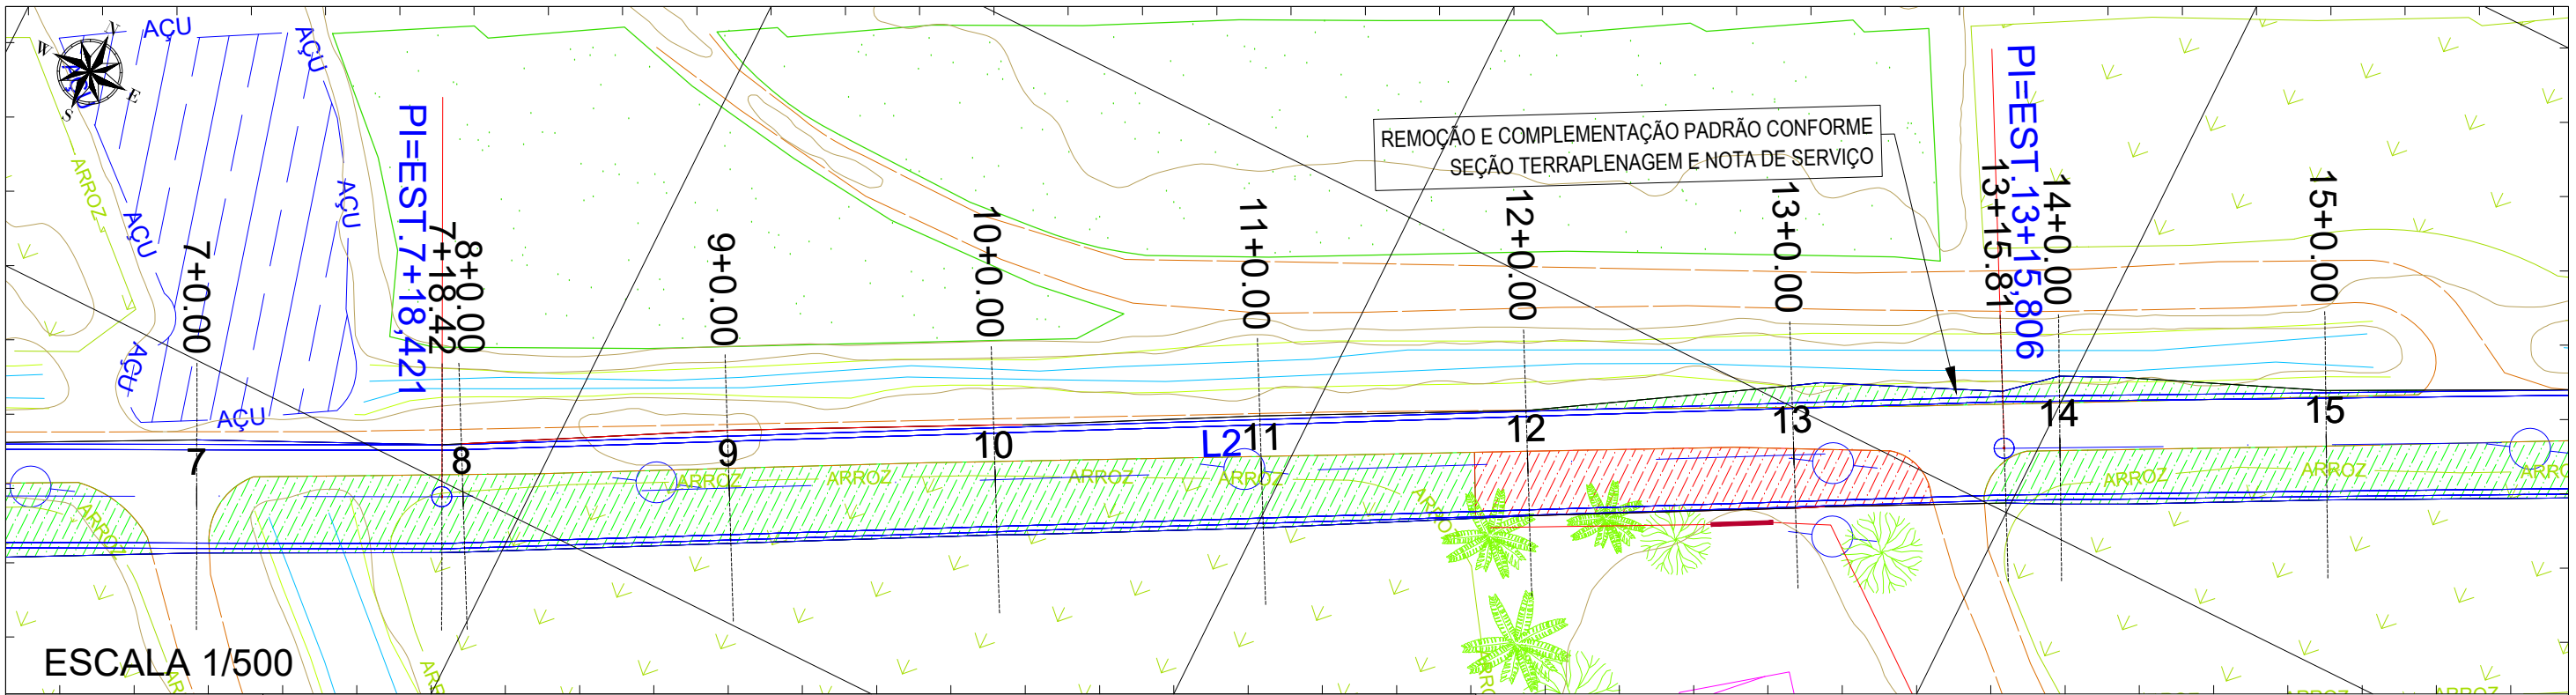 AÇU
AÇU
AÇU
AÇU
AÇU
AÇU
AÇU
N
W
E
S
ARROZ
PI=EST.7+18,421
7+0.00
7+18.42
8+0.00
9+0.00
10+0.00
11+0.00
12+0.00
13+0.00
13+15.81
PI=EST.13+15,806
14+0.00
15+0.00
REMOÇÃO E COMPLEMENTAÇÃO PADRÃO CONFORME
SEÇÃO TERRAPLENAGEM E NOTA DE SERVIÇO
7
8
9
10
L2
11
12
13
14
15
ARROZ
ARROZ
ARROZ
ARROZ
ARROZ
ARROZ
ARROZ
ESCALA 1/500